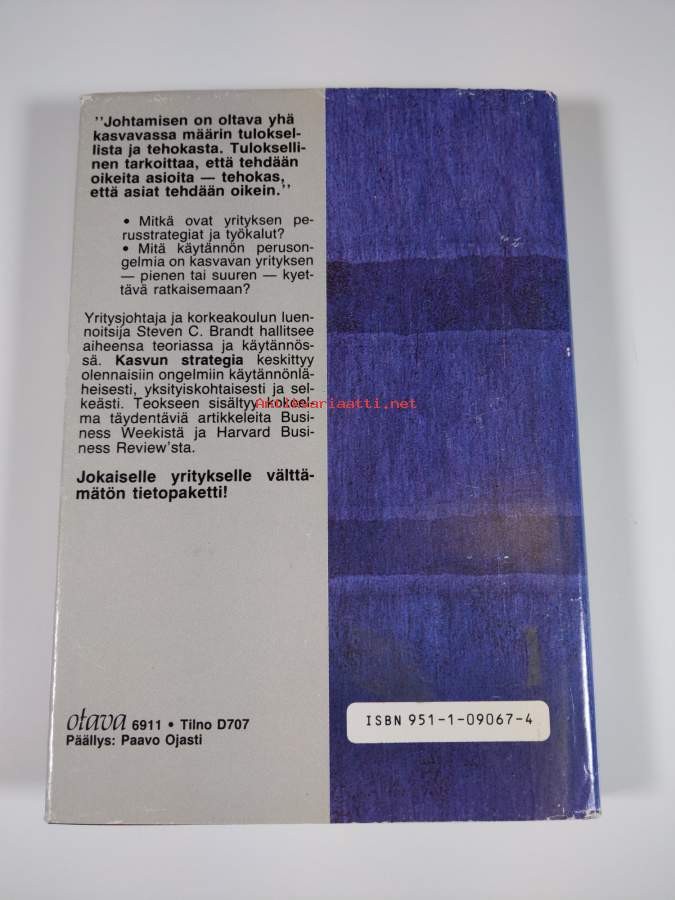 "Johtamisen on oltava yhä
kasvavassa määrin tuloksel-
lista ja tehokasta. Tulokselli-
nen tarkoittaa, että tehdään
oikeita asioita — tehokas,
että asiat tehdään oikein."
• Mitkä ovat yrityksen pe-
russtrategiat ja työkalut?
• Mitä käytännön peruson-
gelmia on kasvavan yrityksen
— pienen tai suuren — kyet-
tävä ratkaisemaan?
Yritysjohtaja ja korkeakoulun luen-
noitsija Steven C. Brandt hallitsee
aiheensa teoriassa ja käytännös-
sä. Kasvun strategia keskittyy
olennaisiin ongelmiin käytännönlä-
heisesti, yksityiskohtaisesti ja sel-
keästi. Teokseen sisältyy
ma täydentäviä artikkeleita Busi-
ness Weekistä ja Harvard Busi-
ness Review'sta.
Antikvariaatti.net
Jokaiselle yritykselle välttä-
mätön tietopaketti!
otava 6911 • Tilno D707
Päällys: Paavo Ojasti
ISBN 951-1-09067-4